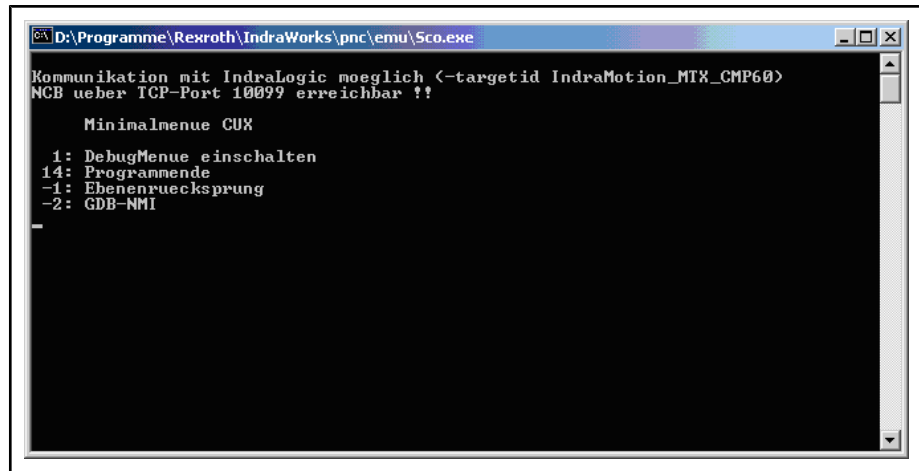 D:\Programme\Rexroth\IndraWorks\pnc\emu\Sco.exe
Kommunikation mit IndraLogic moeglich (-targetid IndraMotion_MTX_CMP60)
NCB ueber TCP-Port 10099 erreichbar !!
Minimalmenue CUX
1: DebugMenue einschalten
14: Programmende
-1: Ebenenruecksprung
-2: GDB-NMI